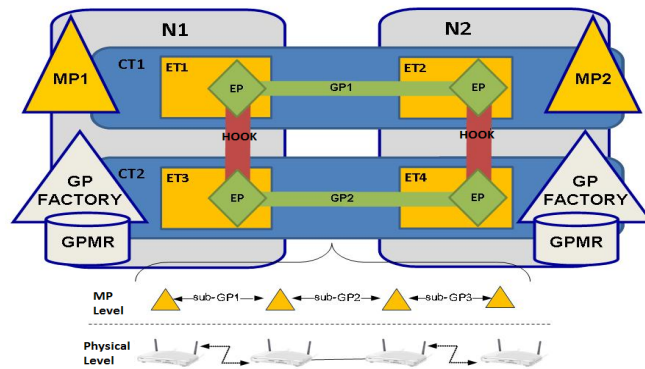 N1 N2
MP1 CT1 ET1 EP GP1 ET2 EP MP2
HOOK HOOK
CT2 ET3 EP GP2 ET4 EP
GP FACTORY
GPMR
GP FACTORY
GPMR
MP Level
sub-GP1 sub-GP2 sub-GP3
Physical Level